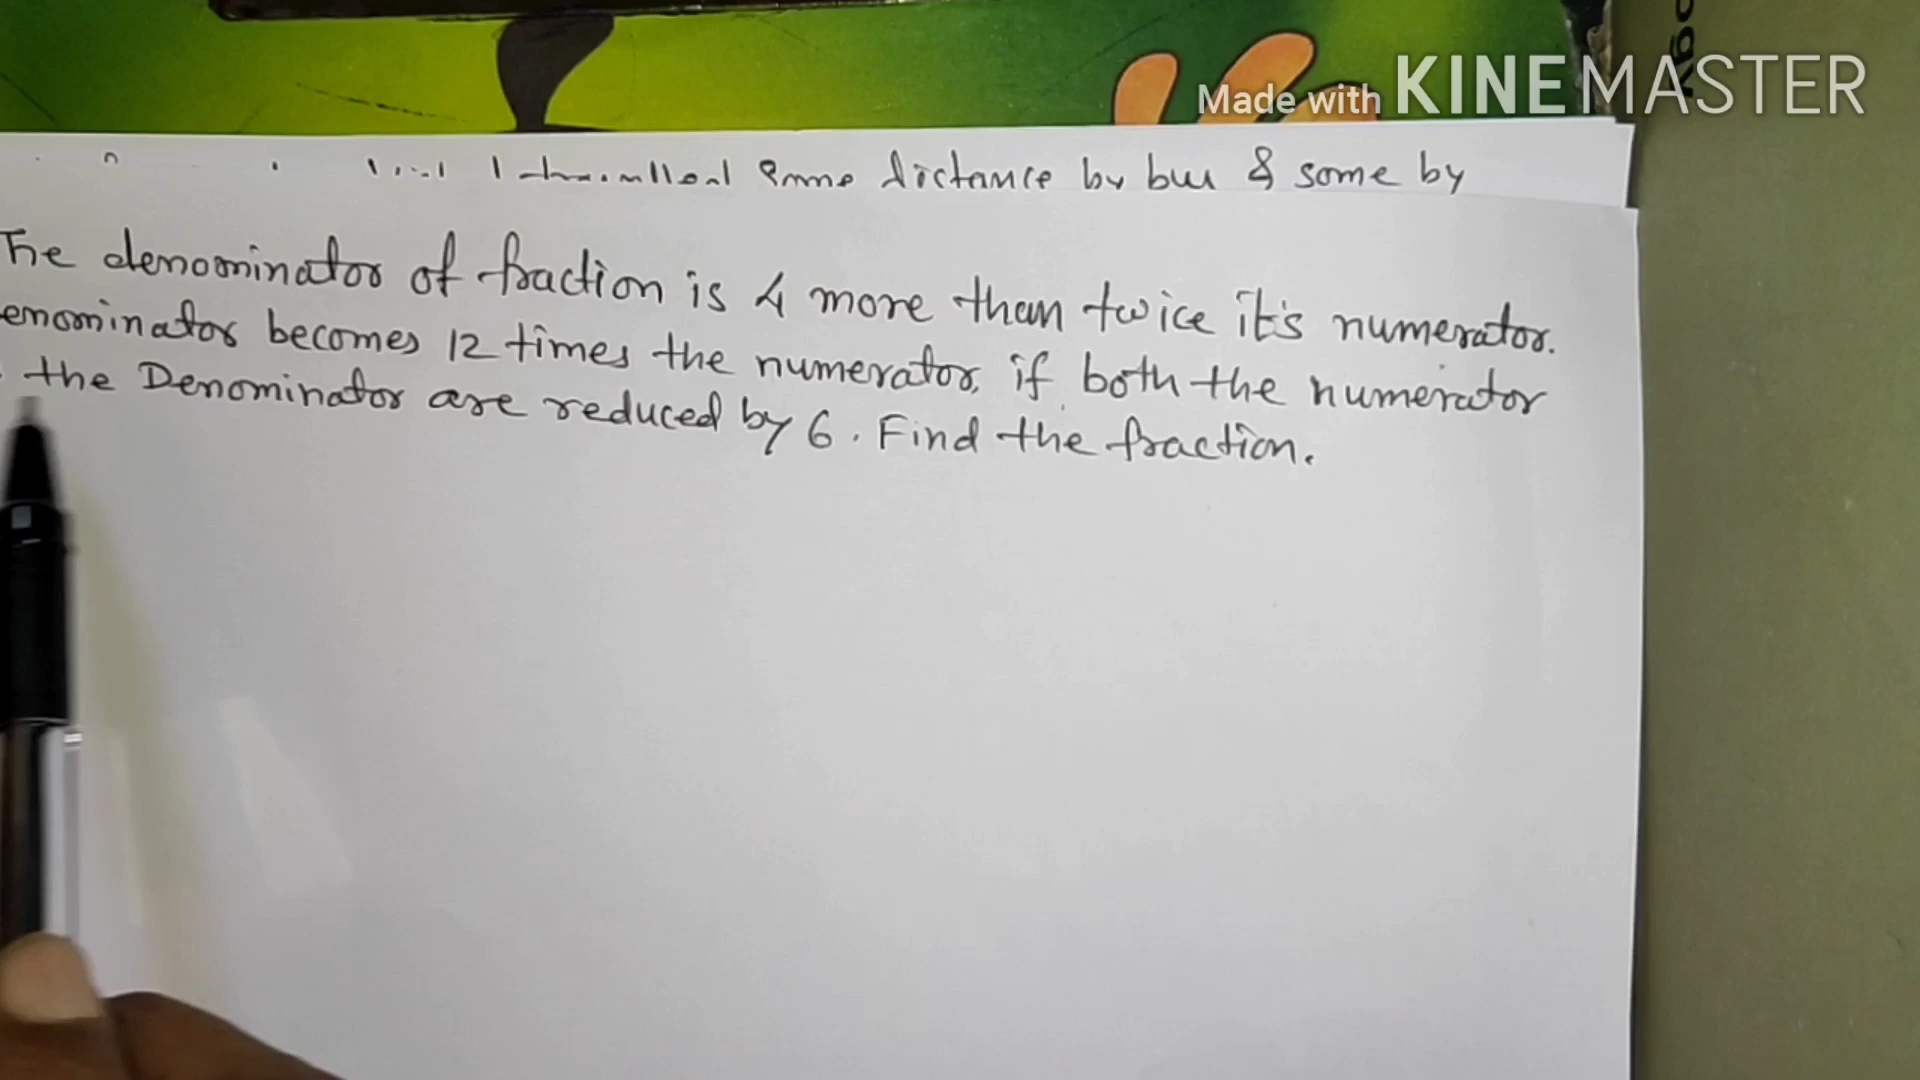 Made with KINEMASTER
travelled some distance by bus & some by
The denominator of fraction is 4 more than twice it's numerator.
enominator becomes 12 times the numerator, if both the numerator
the Denominator are reduced by 6. Find the fraction.